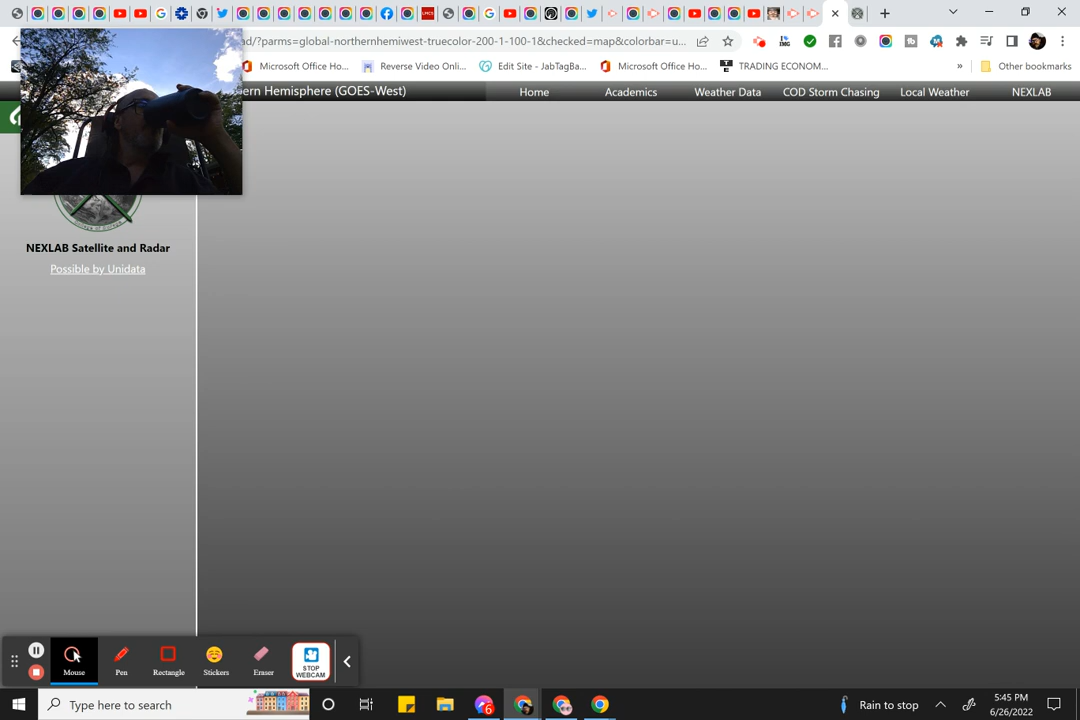 ad/?parms=global-northernhemiwest-truecolor-200-1-100-1&checked=map&colorbar=u...
Microsoft Office Ho...
Reverse Video Onli...
Edit Site - JabTagBa...
Microsoft Office Ho...
TRADING ECONOM...
»
Other bookmarks
ern Hemisphere (GOES-West)
Home
Academics
Weather Data
COD Storm Chasing
Local Weather
NEXLAB
NEXLAB Satellite and Radar
Possible by Unidata
Mouse
Pen
Rectangle
Stickers
Eraser
STOP
WEBCAM
Type here to search
6
Rain to stop
5:45 PM
6/26/2022